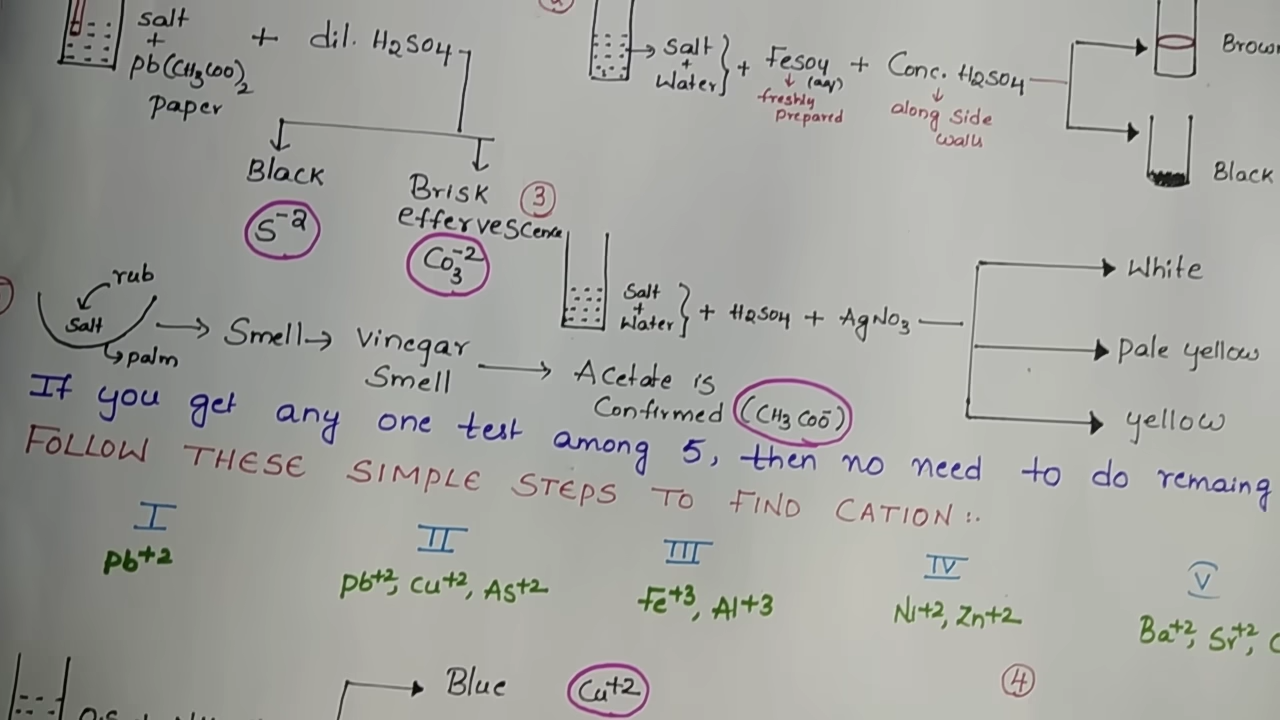 salt
+
pb(CH3COO)2
paper
+ dil. H2SO4
Black
S-2
Brisk
effervescence
CO3-2
Salt
+
Water
+ FeSO4 + Conc. H2SO4
(aq)
freshly
prepared
along side
walls
Black
rub
salt
palm
Smell → Vinegar
Smell
Acetate is
Confirmed (CH3COO-)
3
Salt
+
Water
+ H2SO4 + AgNO3
White
Pale yellow
yellow
If you get any one test among 5, then no need to do remaing
FOLLOW THESE SIMPLE STEPS TO FIND CATION :-
I
Pb+2
II
Pb+2, Cu+2, As+2
III
Fe+3, Al+3
IV
Ni+2, Zn+2
V
Ba+2, Sr+2,
Blue
Cu+2
4